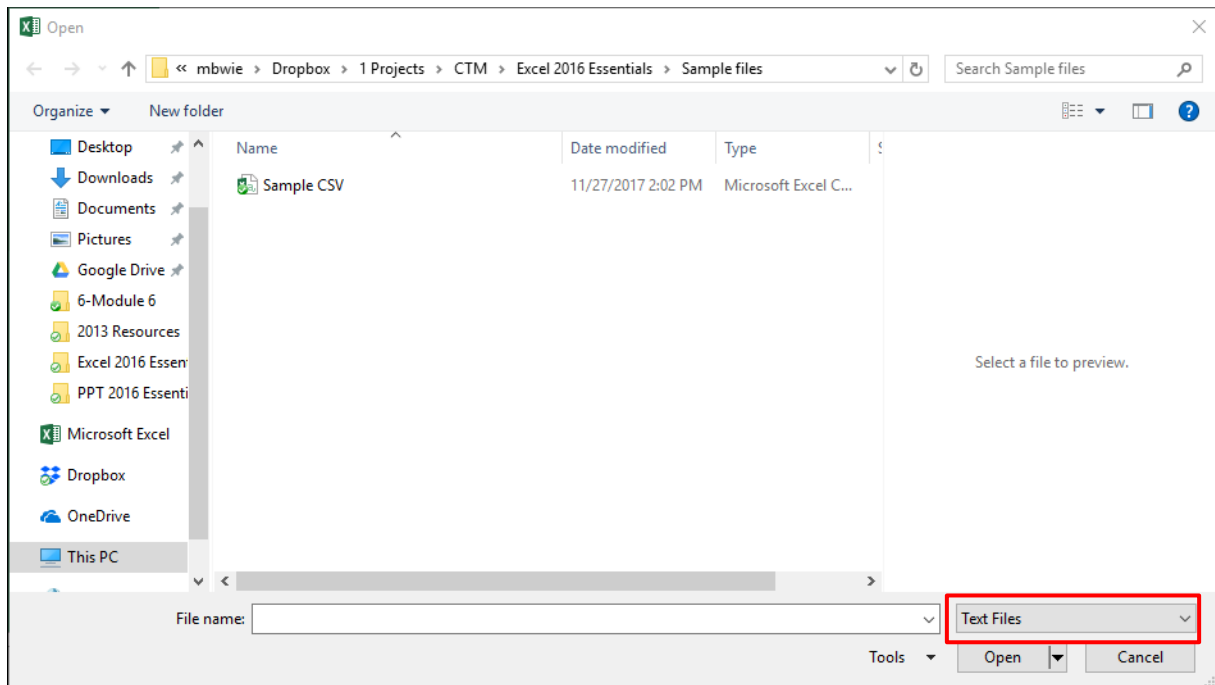 Open
« mbwie > Dropbox > 1 Projects > CTM > Excel 2016 Essentials > Sample files
Search Sample files
Organize
New folder
Name
Date modified
Type
Desktop
Sample CSV
11/27/2017 2:02 PM
Microsoft Excel C...
Downloads
Documents
Pictures
Google Drive
6-Module 6
2013 Resources
Excel 2016 Essen
Select a file to preview.
PPT 2016 Essenti
Microsoft Excel
Dropbox
OneDrive
This PC
File name:
Text Files
Tools
Open
Cancel